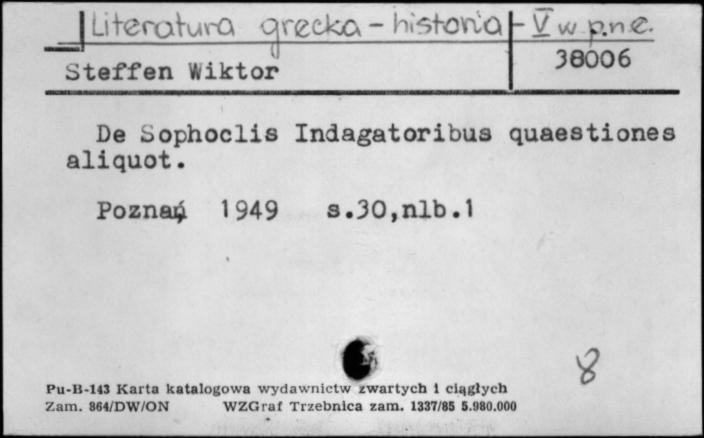 Literatura grecka - historia - V w p.n.e.
Steffen Wiktor
38006
De Sophoclis Indagatoribus quaestiones
aliquot.
Poznań 1949 s.30,nlb.1
8
Pu-B-143 Karta katalogowa wydawnictw zwartych i ciągłych
Zam. 864/DW/ON WZGraf Trzebnica zam. 1337/85 5.980.000